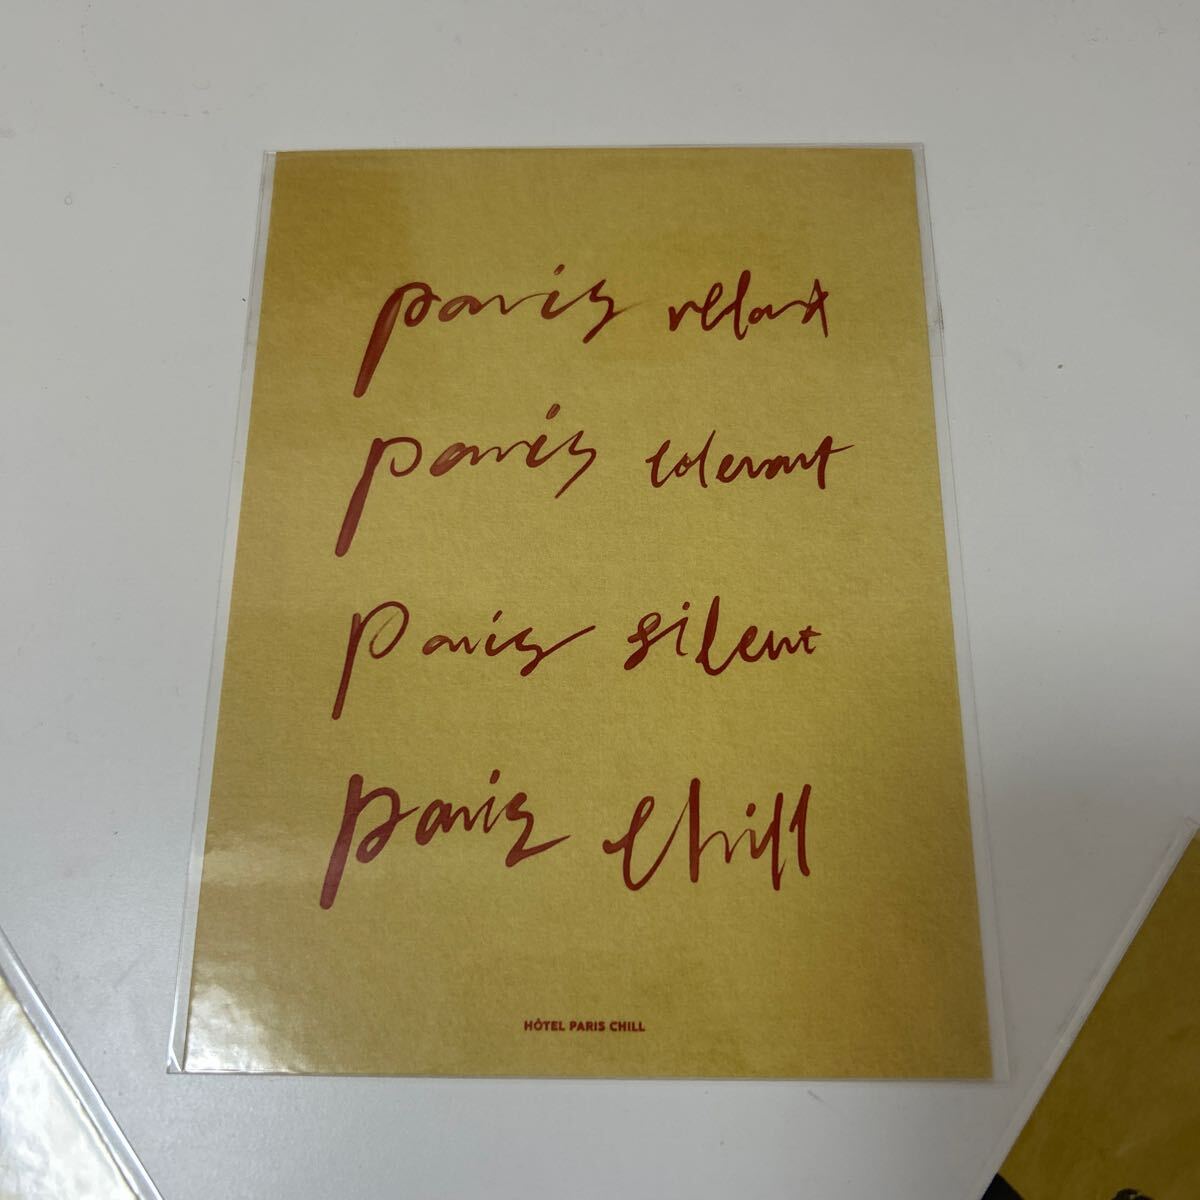 paris relax
paris tolerant
paris silent
paris chill
HÔTEL PARIS CHILL